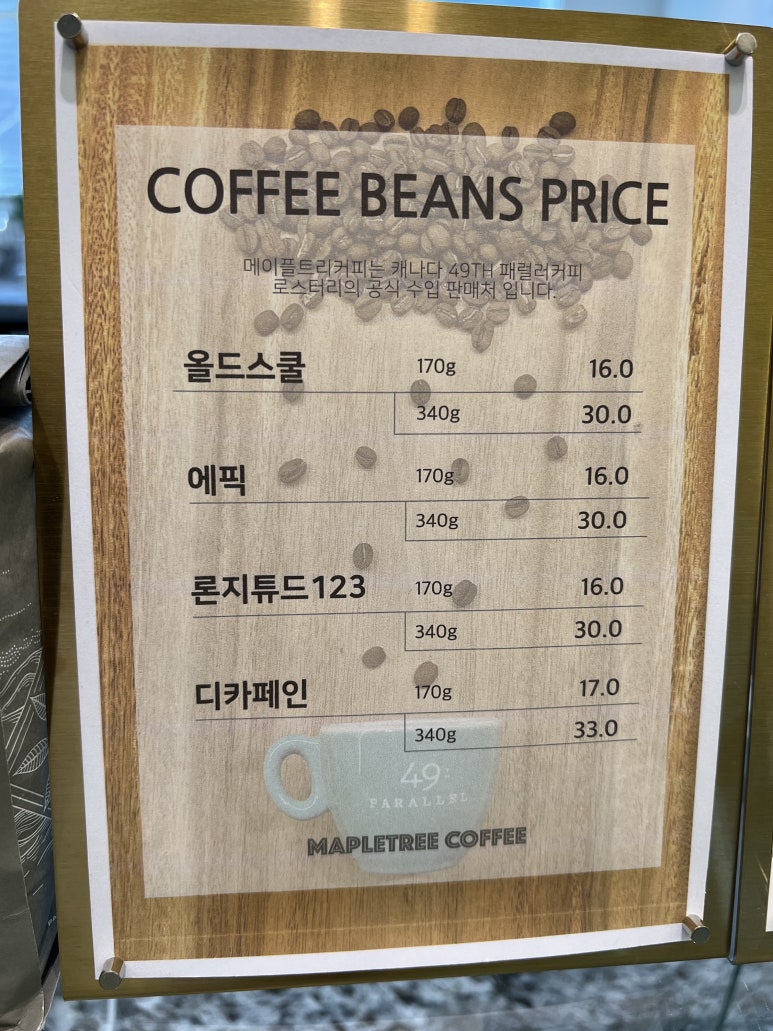 COFFEE BEANS PRICE
메이플트리커피는 캐나다 49TH 패럴러커피
로스터리의 공식 수입 판매처 입니다.
올드스쿨 170g 16.0
340g 30.0
에픽 170g 16.0
340g 30.0
론지튜드123 170g 16.0
340g 30.0
디카페인 170g 17.0
340g 33.0
49TH
PARALLEL
MAPLETREE COFFEE